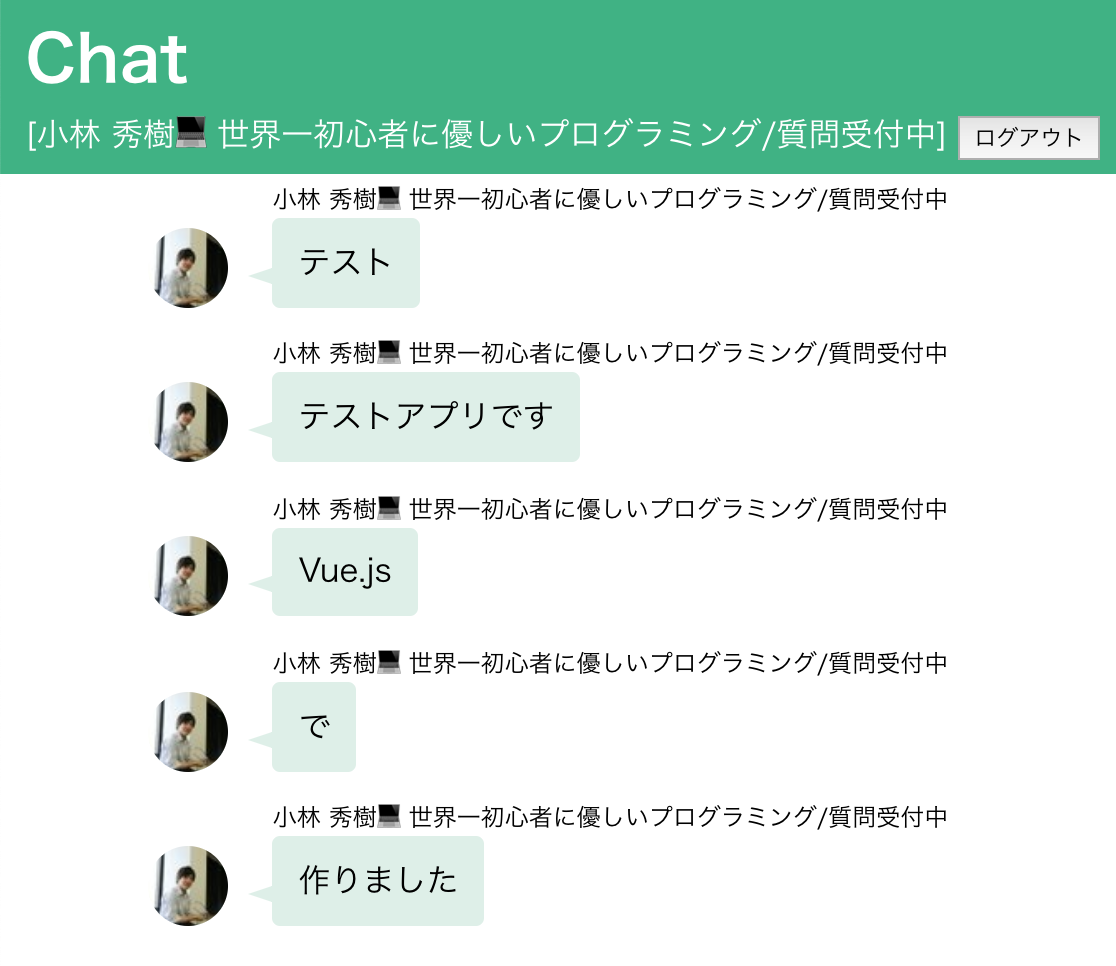 Chat
[小林 秀樹💻 世界一初心者に優しいプログラミング/質問受付中] ログアウト
小林 秀樹💻 世界一初心者に優しいプログラミング/質問受付中
テスト
小林 秀樹💻 世界一初心者に優しいプログラミング/質問受付中
テストアプリです
小林 秀樹💻 世界一初心者に優しいプログラミング/質問受付中
Vue.js
小林 秀樹💻 世界一初心者に優しいプログラミング/質問受付中
で
小林 秀樹💻 世界一初心者に優しいプログラミング/質問受付中
作りました